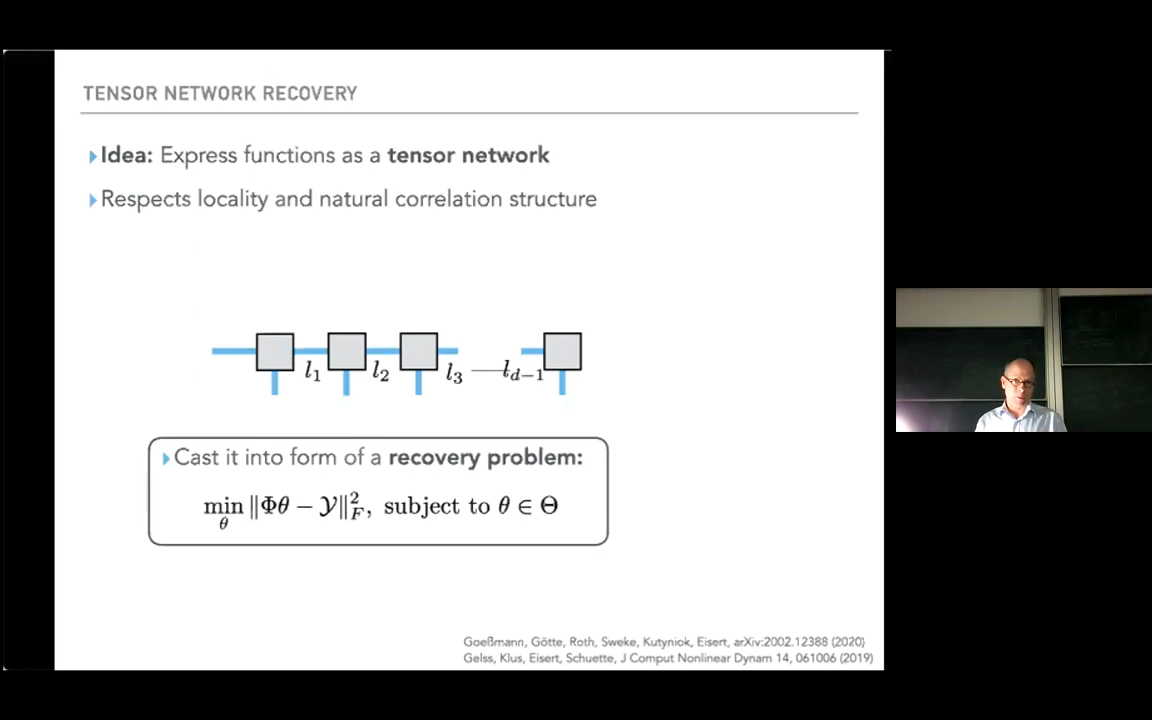 TENSOR NETWORK RECOVERY
Idea: Express functions as a tensor network
Respects locality and natural correlation structure
l₁ l₂ l₃ l_{d−1}
Cast it into form of a recovery problem:
min_θ ‖Φθ − 𝒴‖²_F, subject to θ ∈ Θ
Goeßmann, Götte, Roth, Sweke, Kutyniok, Eisert, arXiv:2002.12388 (2020)
Gelss, Klus, Eisert, Schuette, J Comput Nonlinear Dynam 14, 061006 (2019)